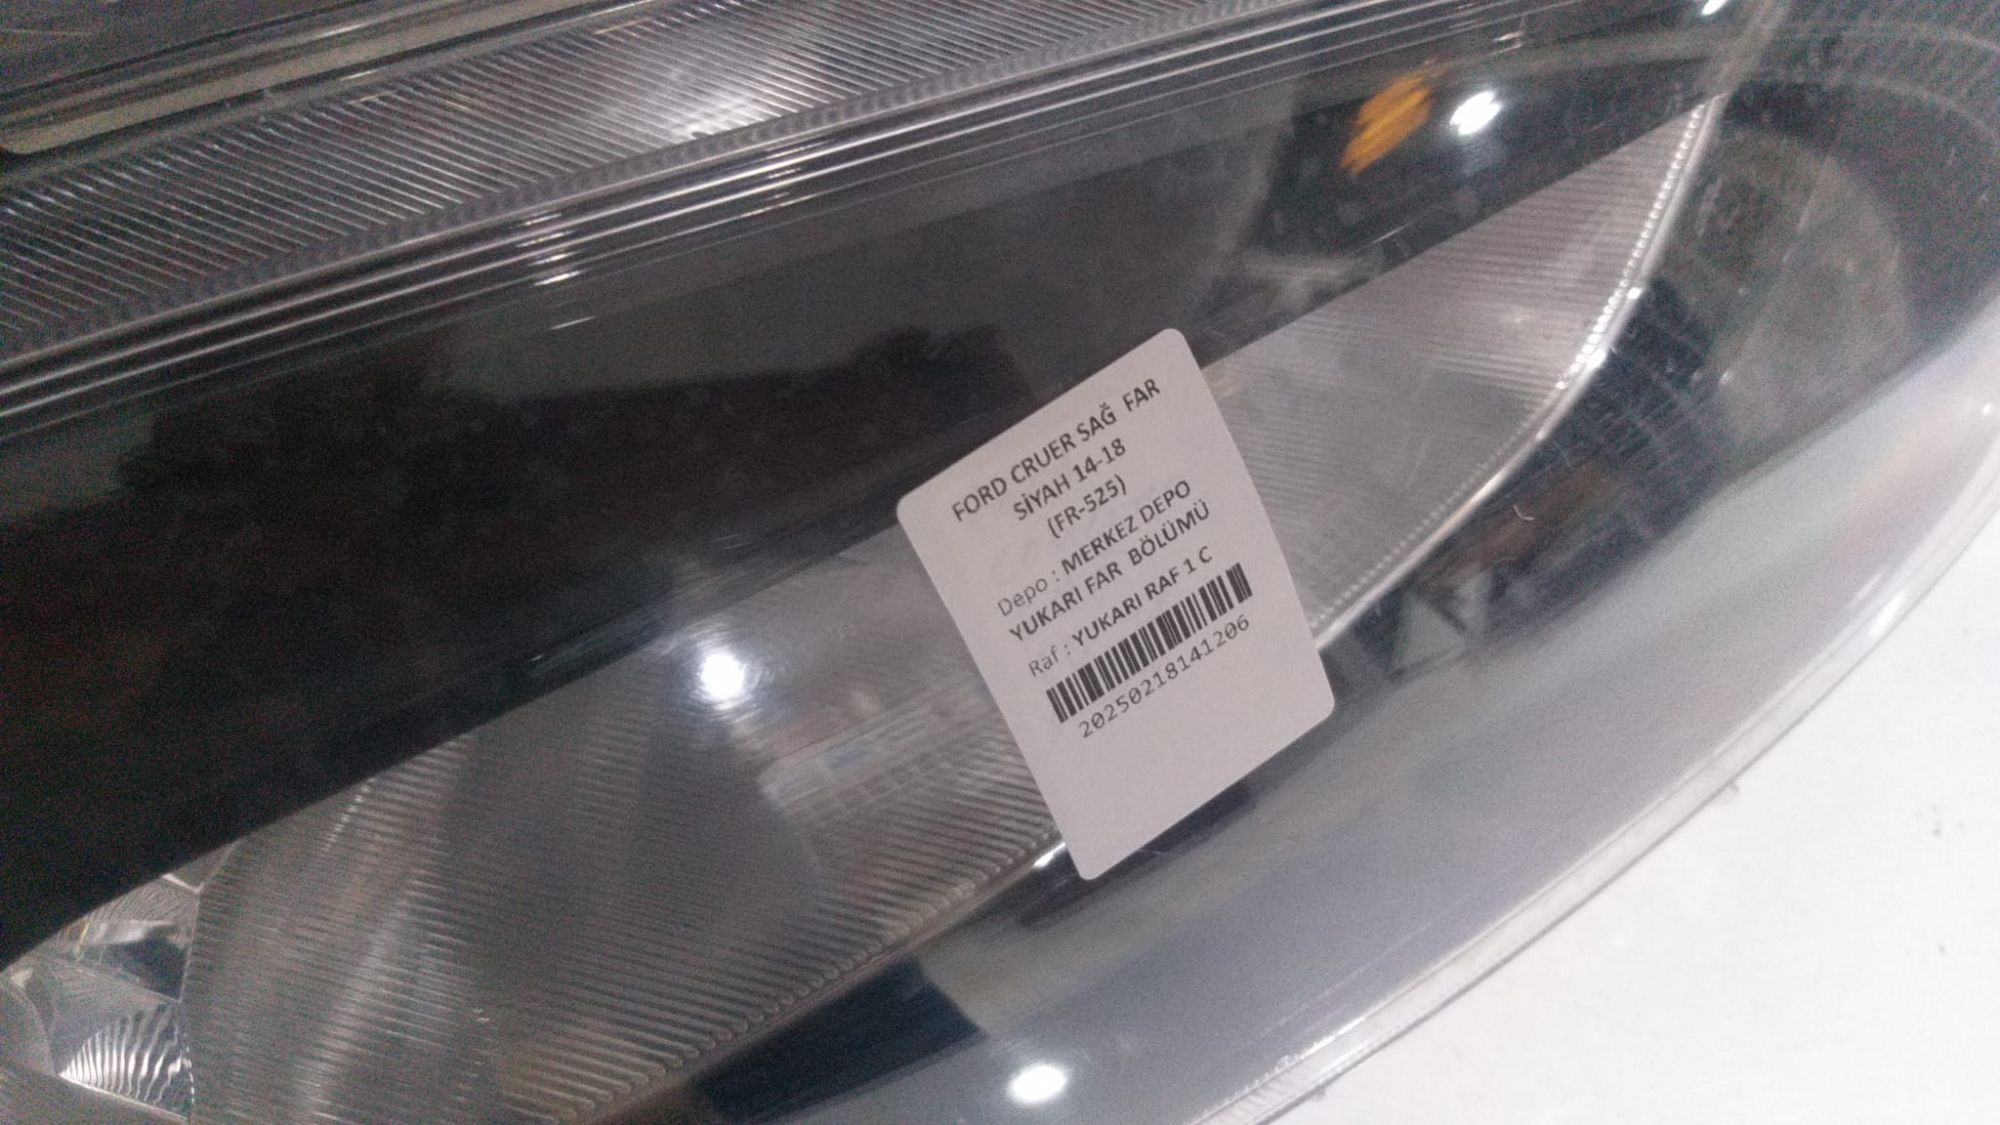 FORD CRUER SAĞ FAR
SİYAH 14-18
(FR-525)
Depo : MERKEZ DEPO
YUKARI FAR BÖLÜMÜ
Raf : YUKARI RAF 1 C
20250218141206